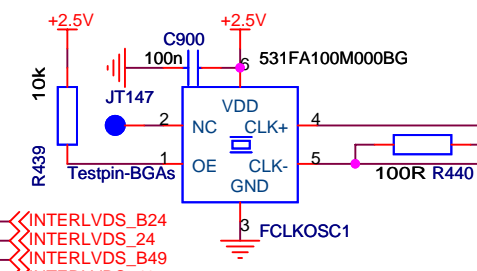 +2.5V
+2.5V
C900
100n
6
531FA100M000BG
10k
JT147
VDD
2
NC
CLK+
4
R439
1
Testpin-BGAs
OE
CLK-
5
100R
R440
GND
3
FCLKOSC1
INTERLVDS_B24
INTERLVDS_24
INTERLVDS_B49